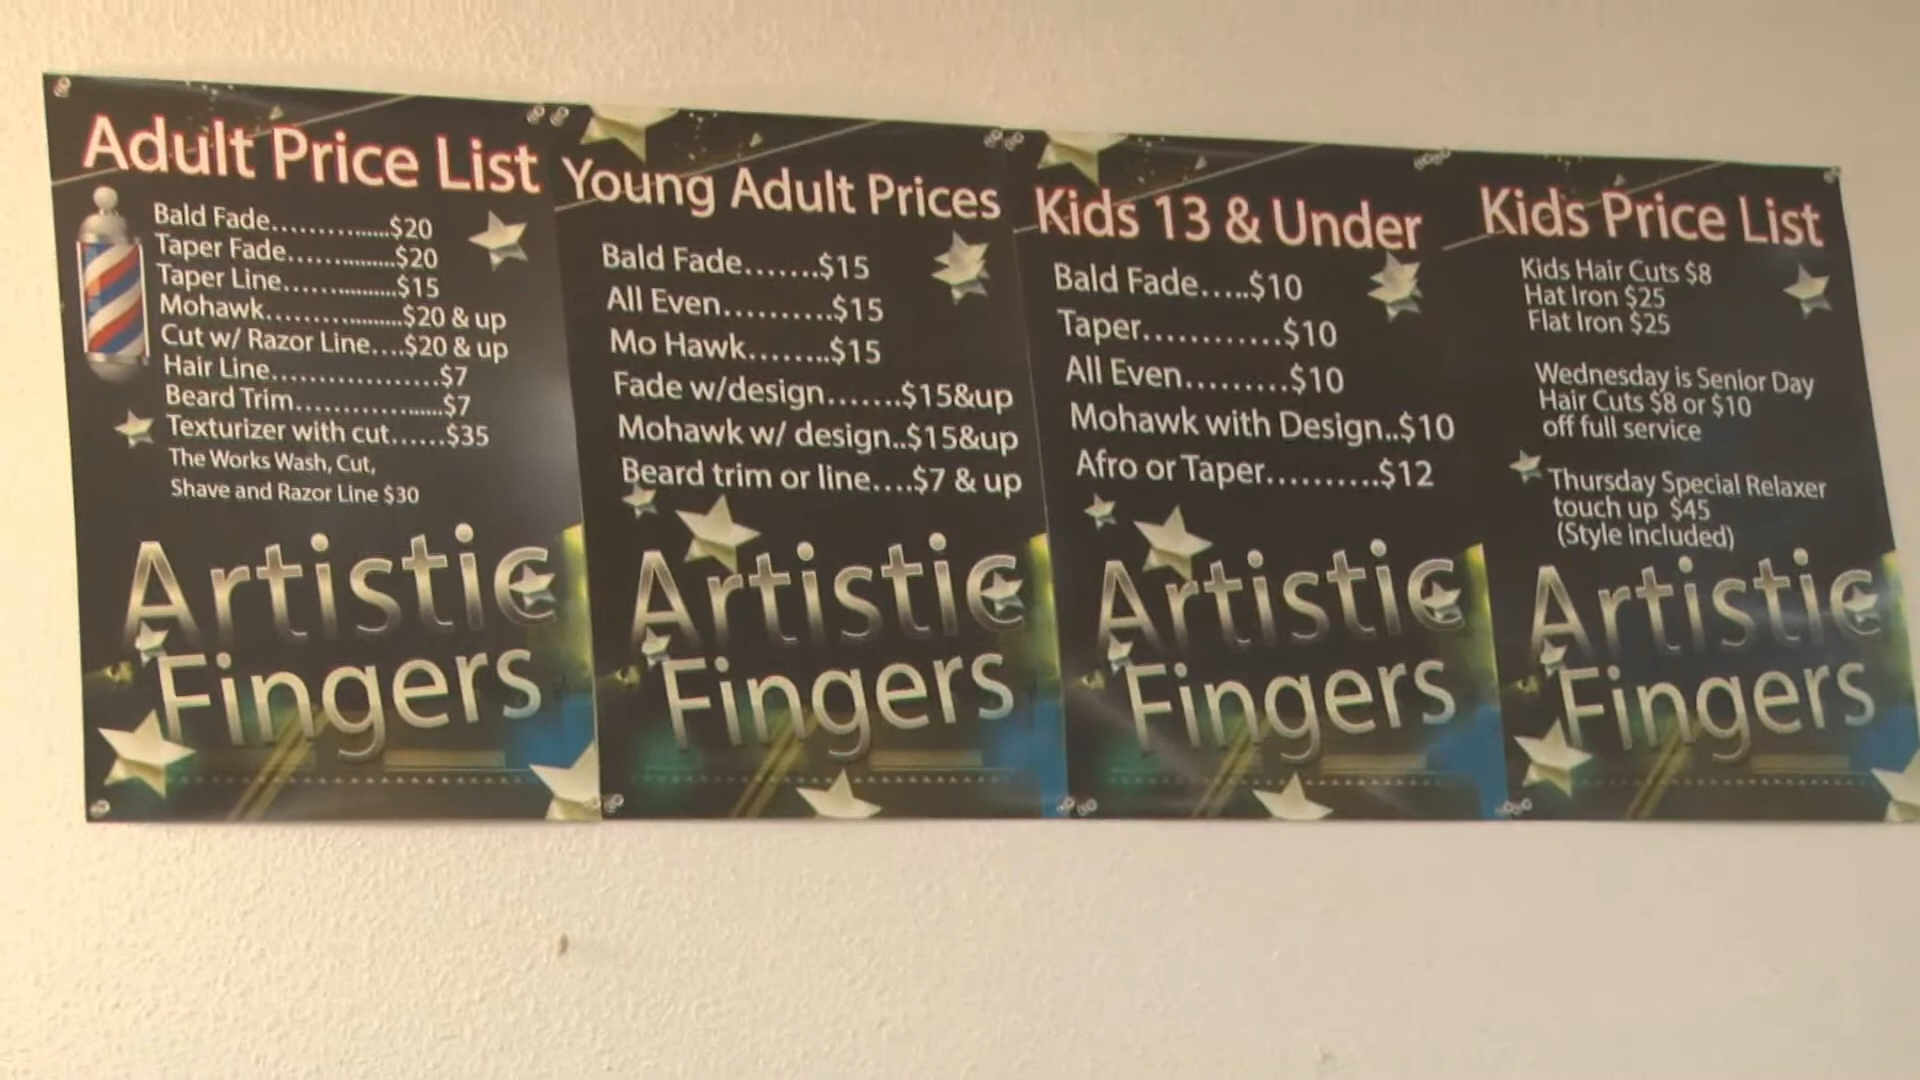 Adult Price List
Bald Fade...............$20
Taper Fade...............$20
Taper Line...............$15
Mohawk.................$20 & up
Cut w/ Razor Line....$20 & up
Hair Line..................$7
Beard Trim..................$7
Texturizer with cut......$35
The Works Wash, Cut,
Shave and Razor Line $30
Artistic
Fingers
Young Adult Prices
Bald Fade.......$15
All Even..........$15
Mo Hawk........$15
Fade w/design.......$15&up
Mohawk w/ design..$15&up
Beard trim or line....$7 & up
Artistic
Fingers
Kids 13 & Under
Bald Fade.....$10
Taper............$10
All Even.........$10
Mohawk with Design..$10
Afro or Taper..........$12
Artistic
Fingers
Kids Price List
Kids Hair Cuts $8
Hat Iron $25
Flat Iron $25
Wednesday is Senior Day
Hair Cuts $8 or $10
off full service
Thursday Special Relaxer
touch up $45
(Style included)
Artistic
Fingers